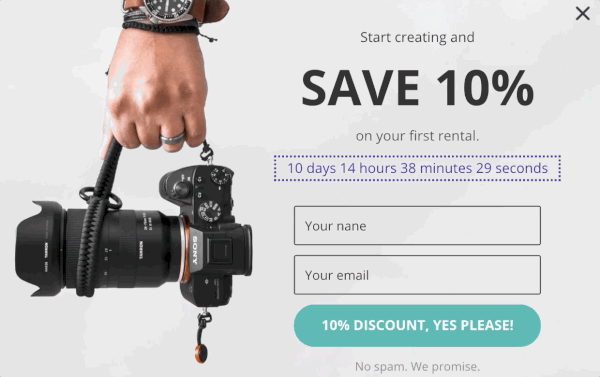 Start creating and
SAVE 10%
on your first rental.
10 days 14 hours 38 minutes 29 seconds
Your nane
Your email
10% DISCOUNT, YES PLEASE!
No spam. We promise.
SONY